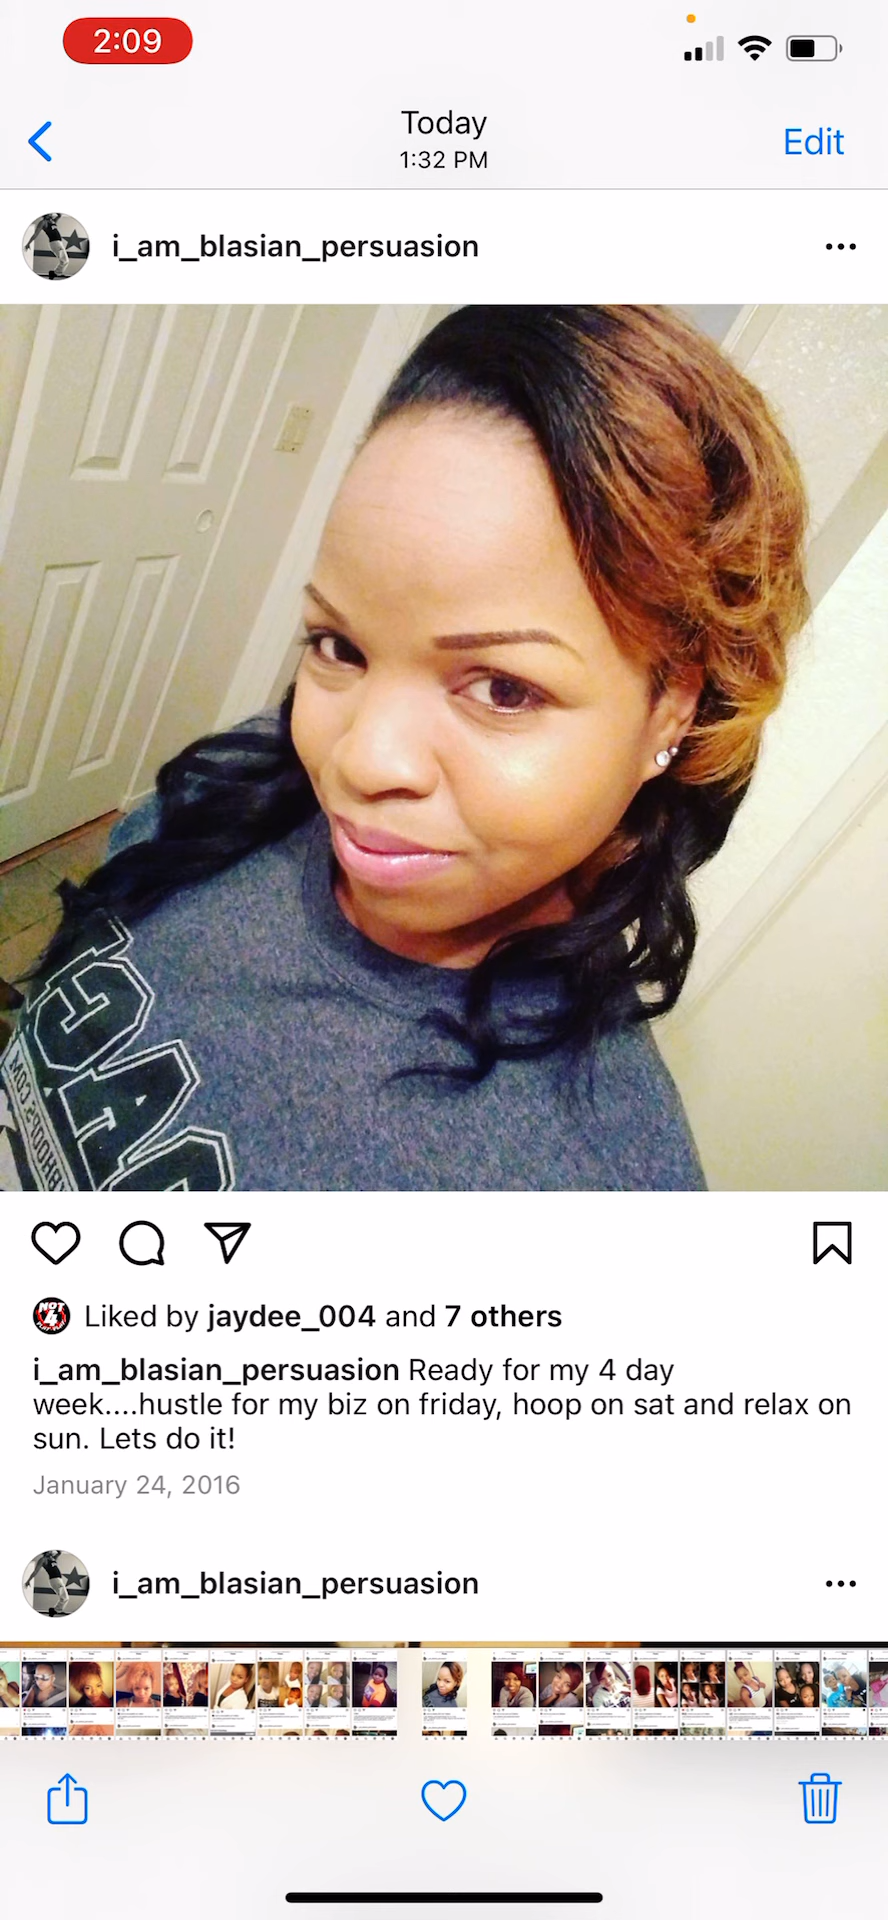 2:09
Today
1:32 PM
Edit
i_am_blasian_persuasion
NOT
4
Liked by jaydee_004 and 7 others
i_am_blasian_persuasion Ready for my 4 day
week....hustle for my biz on friday, hoop on sat and relax on
sun. Lets do it!
January 24, 2016
i_am_blasian_persuasion